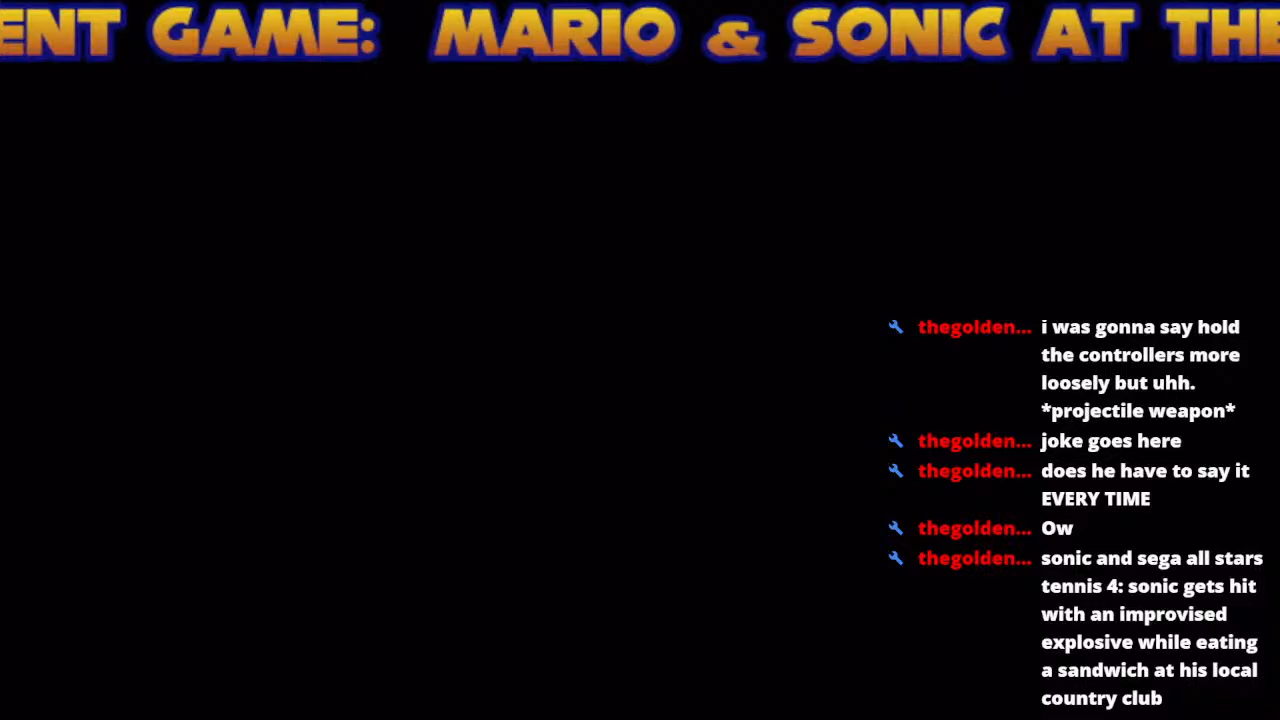 ENT GAME: MARIO & SONIC AT THE
thegolden... i was gonna say hold
the controllers more
loosely but uhh.
*projectile weapon*
thegolden... joke goes here
thegolden... does he have to say it
EVERY TIME
thegolden... Ow
thegolden... sonic and sega all stars
tennis 4: sonic gets hit
with an improvised
explosive while eating
a sandwich at his local
country club